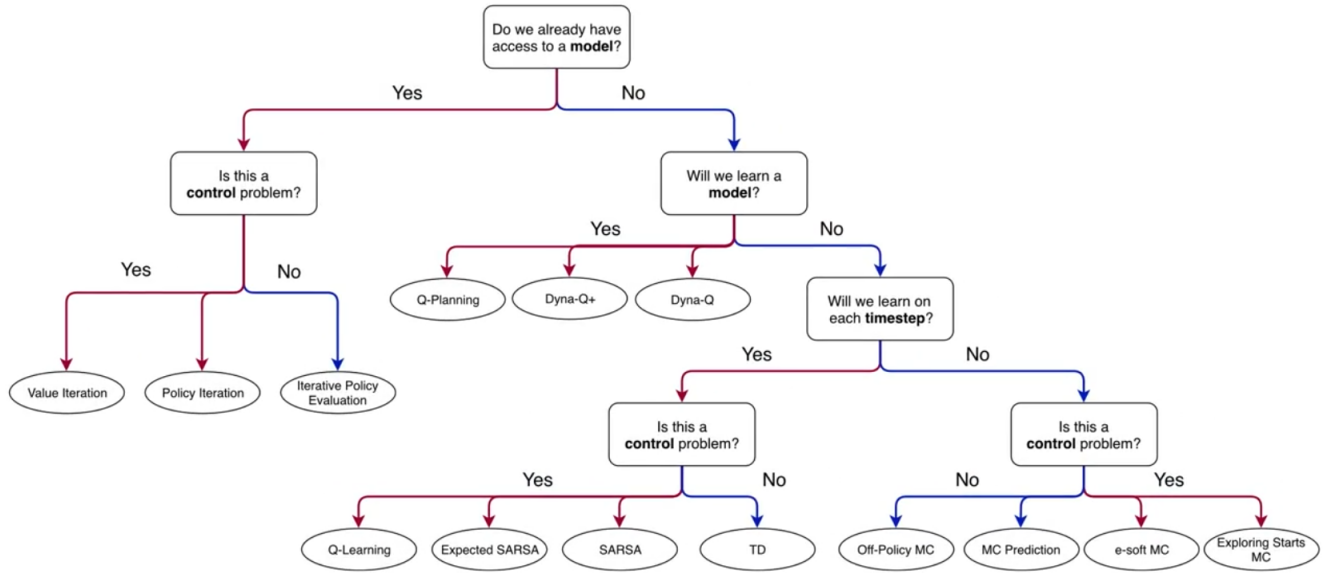 Do we already have
access to a model?
Yes
No
Is this a
control problem?
Will we learn a
model?
Yes
No
Yes
No
Q-Planning
Dyna-Q+
Dyna-Q
Will we learn on
each timestep?
Value Iteration
Policy Iteration
Iterative Policy
Evaluation
Yes
No
Is this a
control problem?
Is this a
control problem?
Yes
No
No
Yes
Q-Learning
Expected SARSA
SARSA
TD
Off-Policy MC
MC Prediction
e-soft MC
Exploring Starts
MC